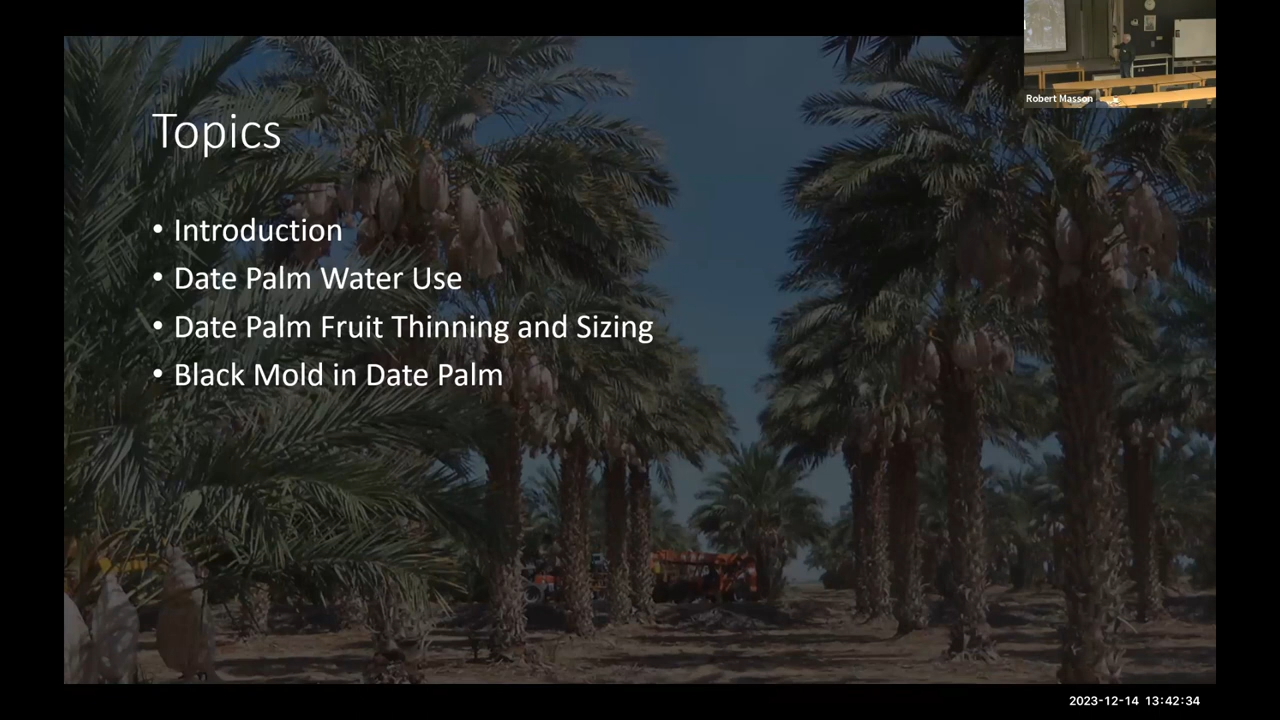 Robert Masson
Topics
• Introduction
• Date Palm Water Use
• Date Palm Fruit Thinning and Sizing
• Black Mold in Date Palm
2023-12-14 13:42:34